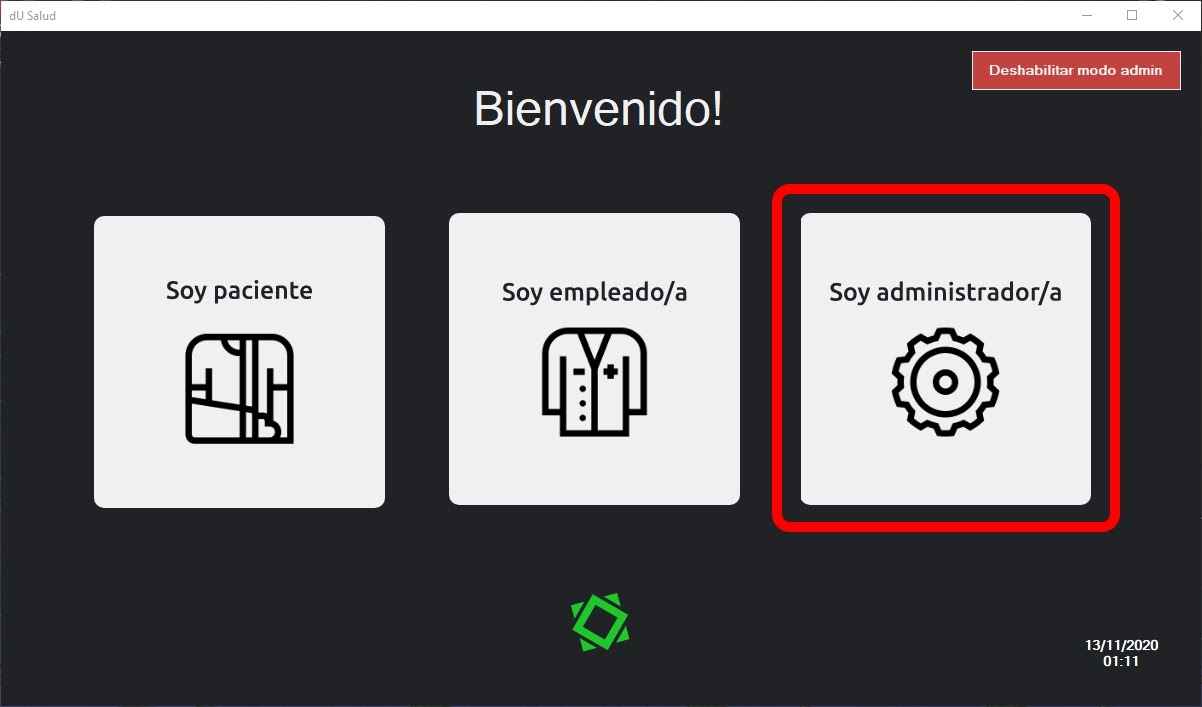 dU Salud
Deshabilitar modo admin
Bienvenido!
Soy paciente
Soy empleado/a
Soy administrador/a
13/11/2020
01:11